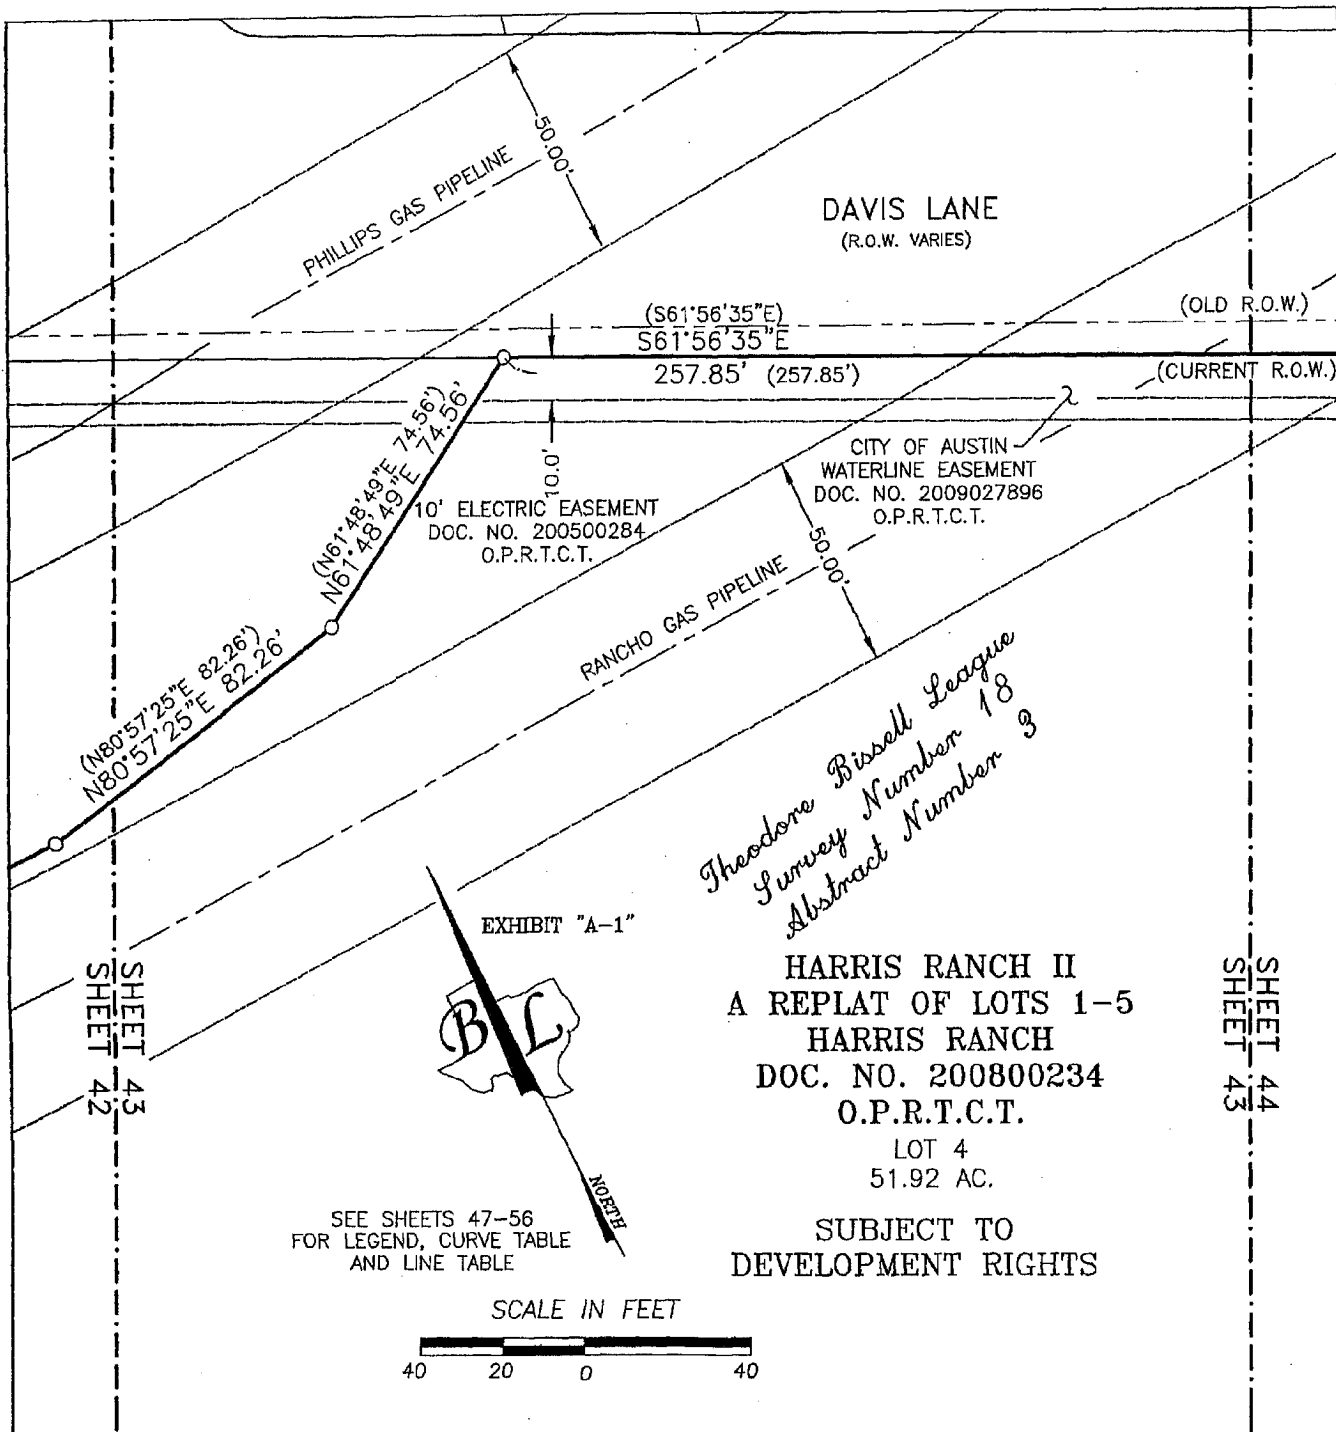 50.00'
PHILLIPS GAS PIPELINE
DAVIS LANE
(R.O.W. VARIES)
(OLD R.O.W.)
(S61°56'35"E)
S61°56'35"E
257.85' (257.85')
(CURRENT R.O.W.)
(N61°48'49"E 74.56')
N61°48'49"E 74.56'
10.0'
10' ELECTRIC EASEMENT
DOC. NO. 200500284
O.P.R.T.C.T.
CITY OF AUSTIN
WATERLINE EASEMENT
DOC. NO. 2009027896
O.P.R.T.C.T.
50.00'
RANCHO GAS PIPELINE
(N80°57'25"E 82.26')
N80°57'25"E 82.26'
Theodore Bissell League
Survey Number 18
Abstract Number 3
EXHIBIT "A-1"
B L
NORTH
SHEET 43
SHEET 42
HARRIS RANCH II
A REPLAT OF LOTS 1-5
HARRIS RANCH
DOC. NO. 200800234
O.P.R.T.C.T.
LOT 4
51.92 AC.
SUBJECT TO
DEVELOPMENT RIGHTS
SHEET 44
SHEET 43
SEE SHEETS 47-56
FOR LEGEND, CURVE TABLE
AND LINE TABLE
SCALE IN FEET
40 20 0 40